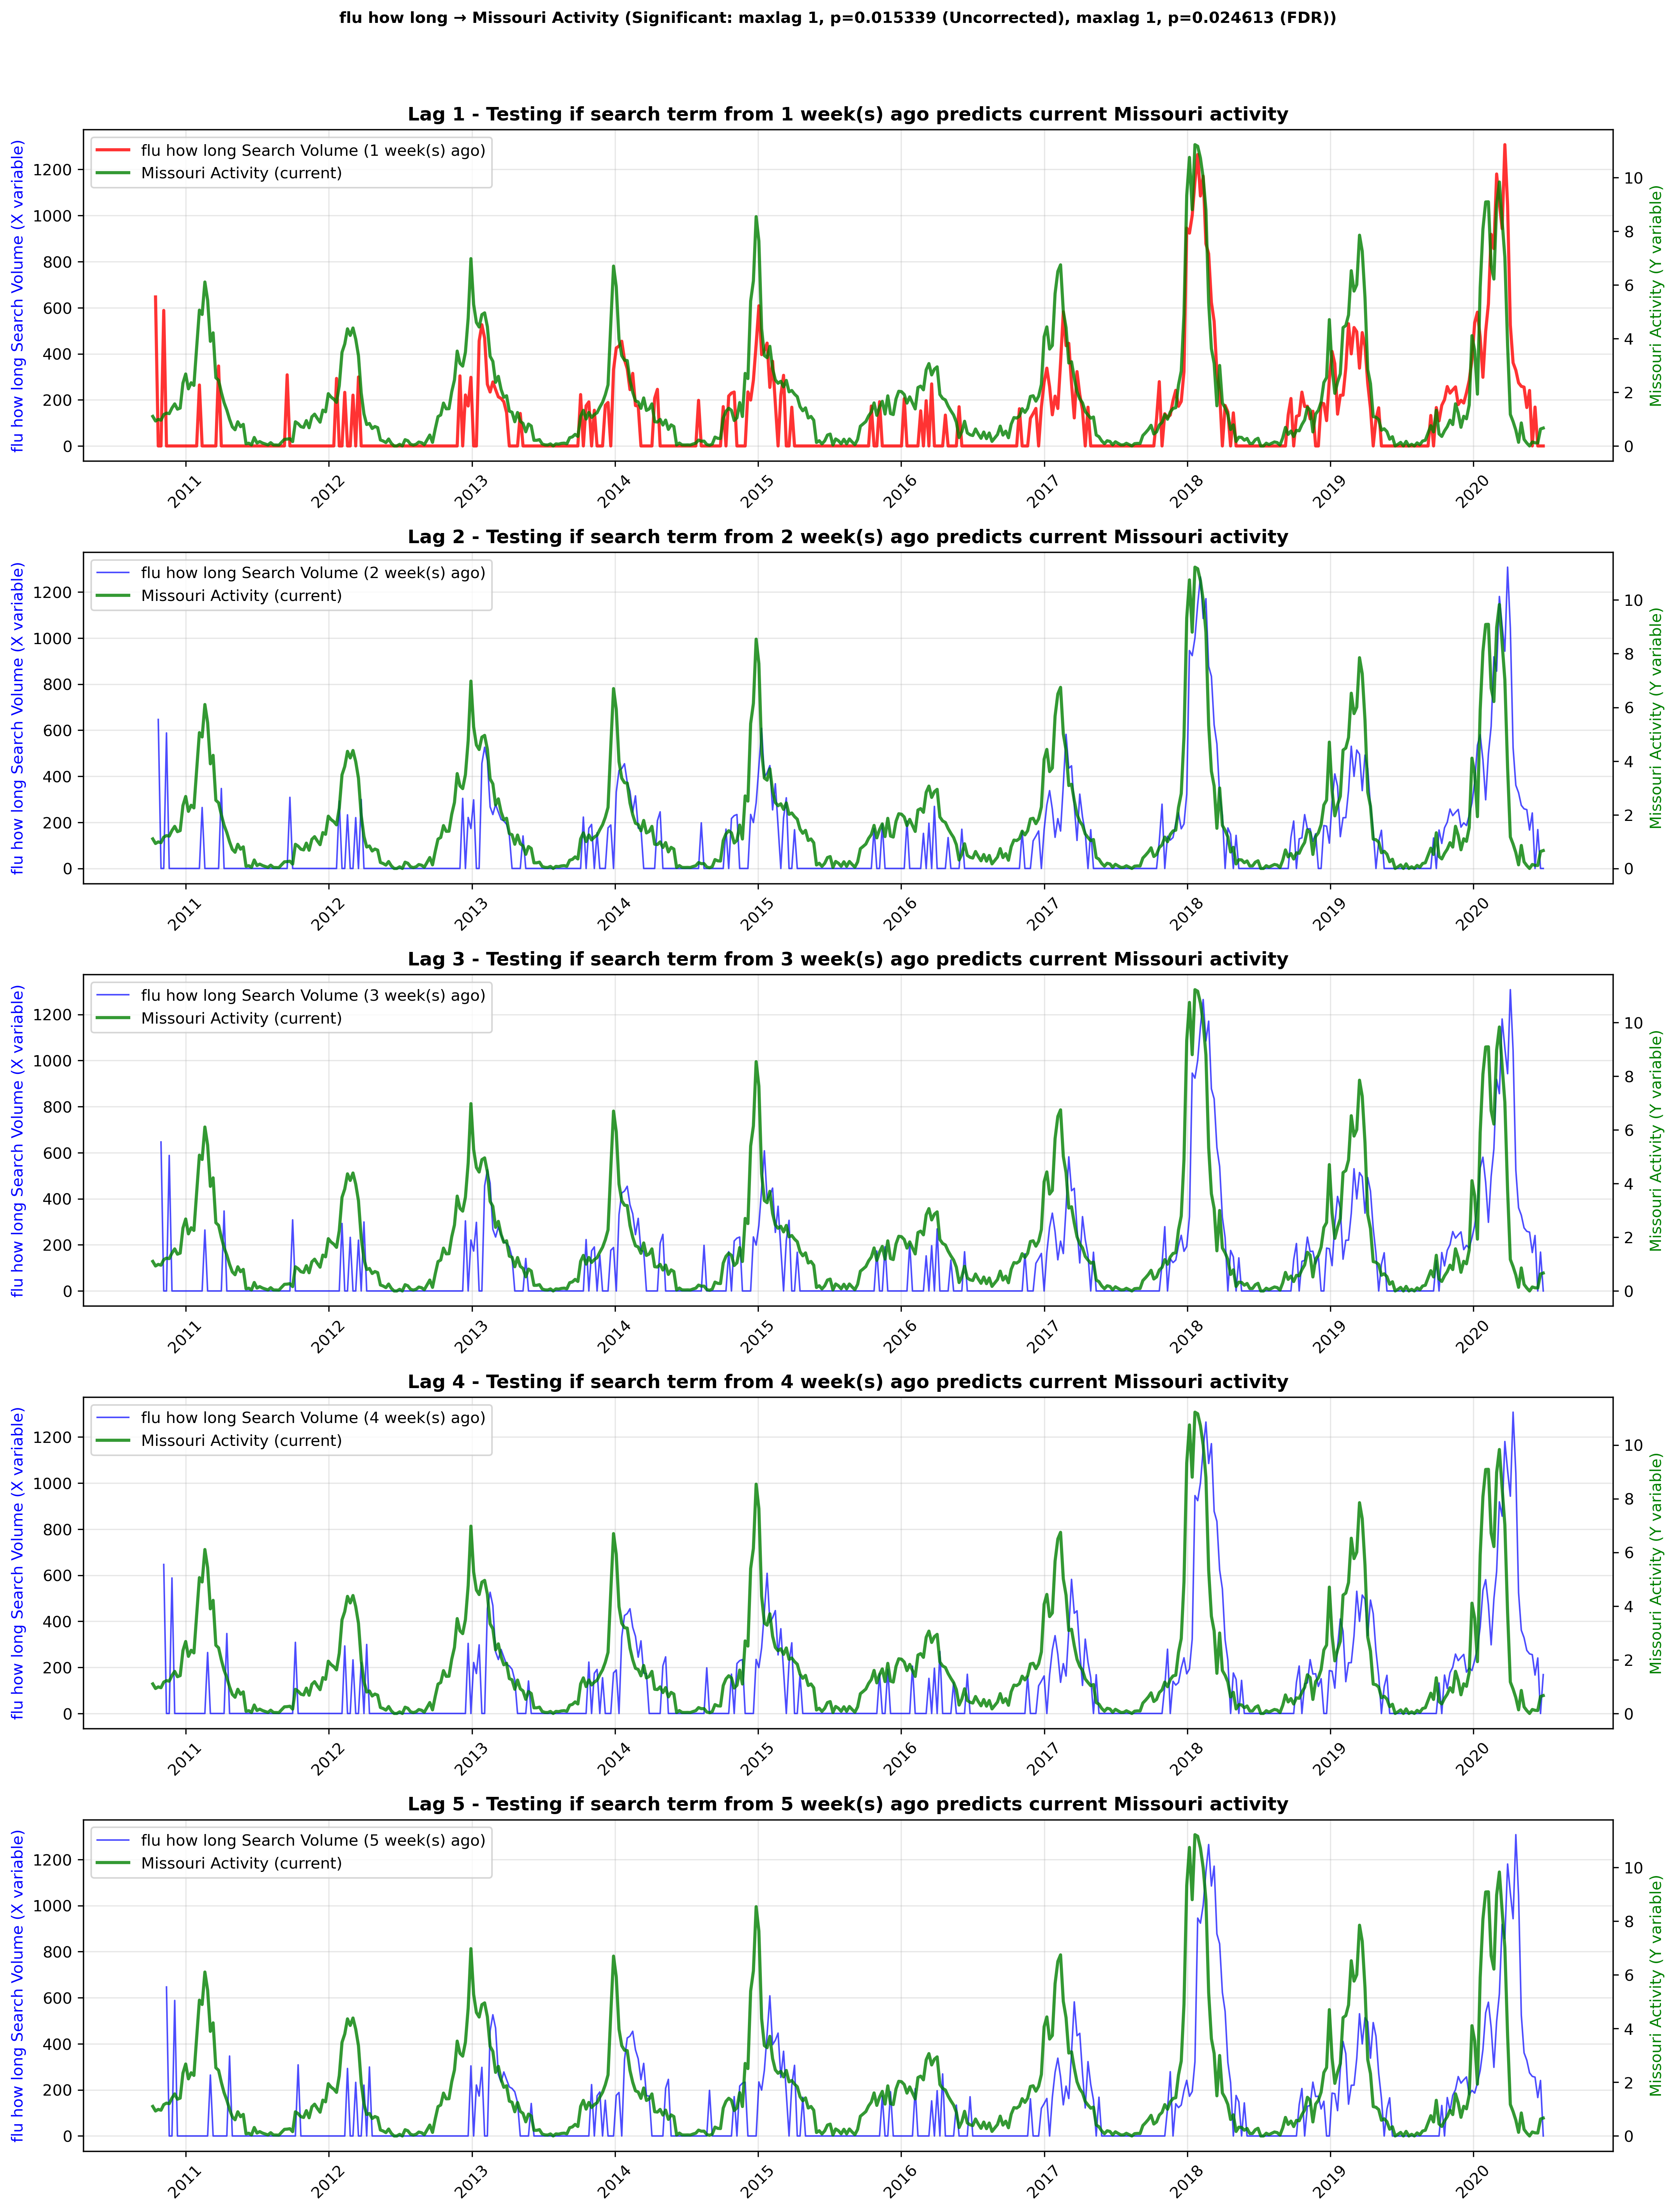 flu how long → Missouri Activity (Significant: maxlag 1, p=0.015339 (Uncorrected), maxlag 1, p=0.024613 (FDR))
Lag 1 - Testing if search term from 1 week(s) ago predicts current Missouri activity
flu how long Search Volume (1 week(s) ago)
Missouri Activity (current)
flu how long Search Volume (X variable)
1200
1000
800
600
400
200
0
10
8
6
4
2
0
Missouri Activity (Y variable)
2011 2012 2013 2014 2015 2016 2017 2018 2019 2020
Lag 2 - Testing if search term from 2 week(s) ago predicts current Missouri activity
flu how long Search Volume (2 week(s) ago)
Missouri Activity (current)
flu how long Search Volume (X variable)
1200
1000
800
600
400
200
0
10
8
6
4
2
0
Missouri Activity (Y variable)
2011 2012 2013 2014 2015 2016 2017 2018 2019 2020
Lag 3 - Testing if search term from 3 week(s) ago predicts current Missouri activity
flu how long Search Volume (3 week(s) ago)
Missouri Activity (current)
flu how long Search Volume (X variable)
1200
1000
800
600
400
200
0
10
8
6
4
2
0
Missouri Activity (Y variable)
2011 2012 2013 2014 2015 2016 2017 2018 2019 2020
Lag 4 - Testing if search term from 4 week(s) ago predicts current Missouri activity
flu how long Search Volume (4 week(s) ago)
Missouri Activity (current)
flu how long Search Volume (X variable)
1200
1000
800
600
400
200
0
10
8
6
4
2
0
Missouri Activity (Y variable)
2011 2012 2013 2014 2015 2016 2017 2018 2019 2020
Lag 5 - Testing if search term from 5 week(s) ago predicts current Missouri activity
flu how long Search Volume (5 week(s) ago)
Missouri Activity (current)
flu how long Search Volume (X variable)
1200
1000
800
600
400
200
0
10
8
6
4
2
0
Missouri Activity (Y variable)
2011 2012 2013 2014 2015 2016 2017 2018 2019 2020